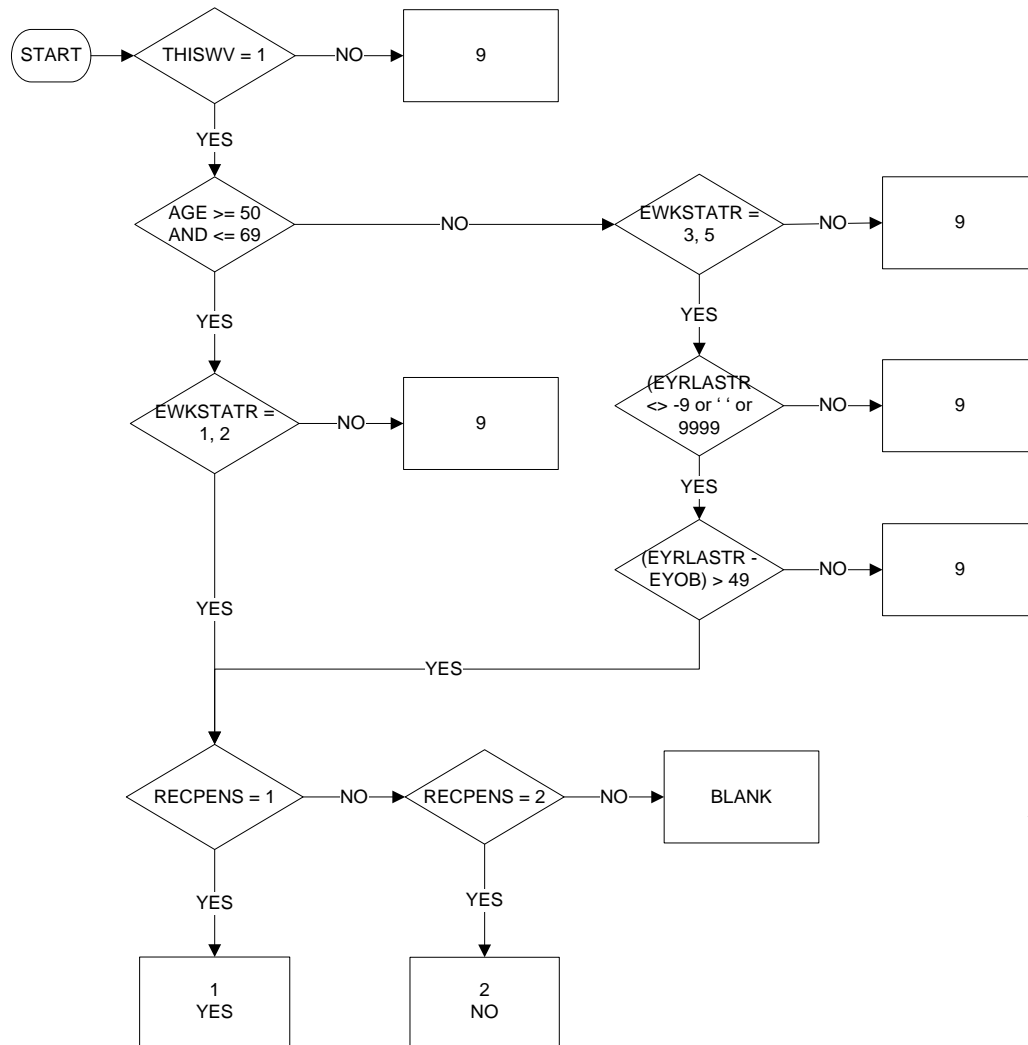 START
THISWV = 1
NO
9
YES
AGE >= 50
AND <= 69
NO
EWKSTATR =
3, 5
NO
9
YES
YES
EWKSTATR =
1, 2
NO
9
(EYRLASTR
<> -9 or ‘ ‘ or
9999
NO
9
YES
(EYRLASTR -
EYOB) > 49
NO
9
YES
YES
RECPENS = 1
NO
RECPENS = 2
NO
BLANK
YES
YES
1
YES
2
NO